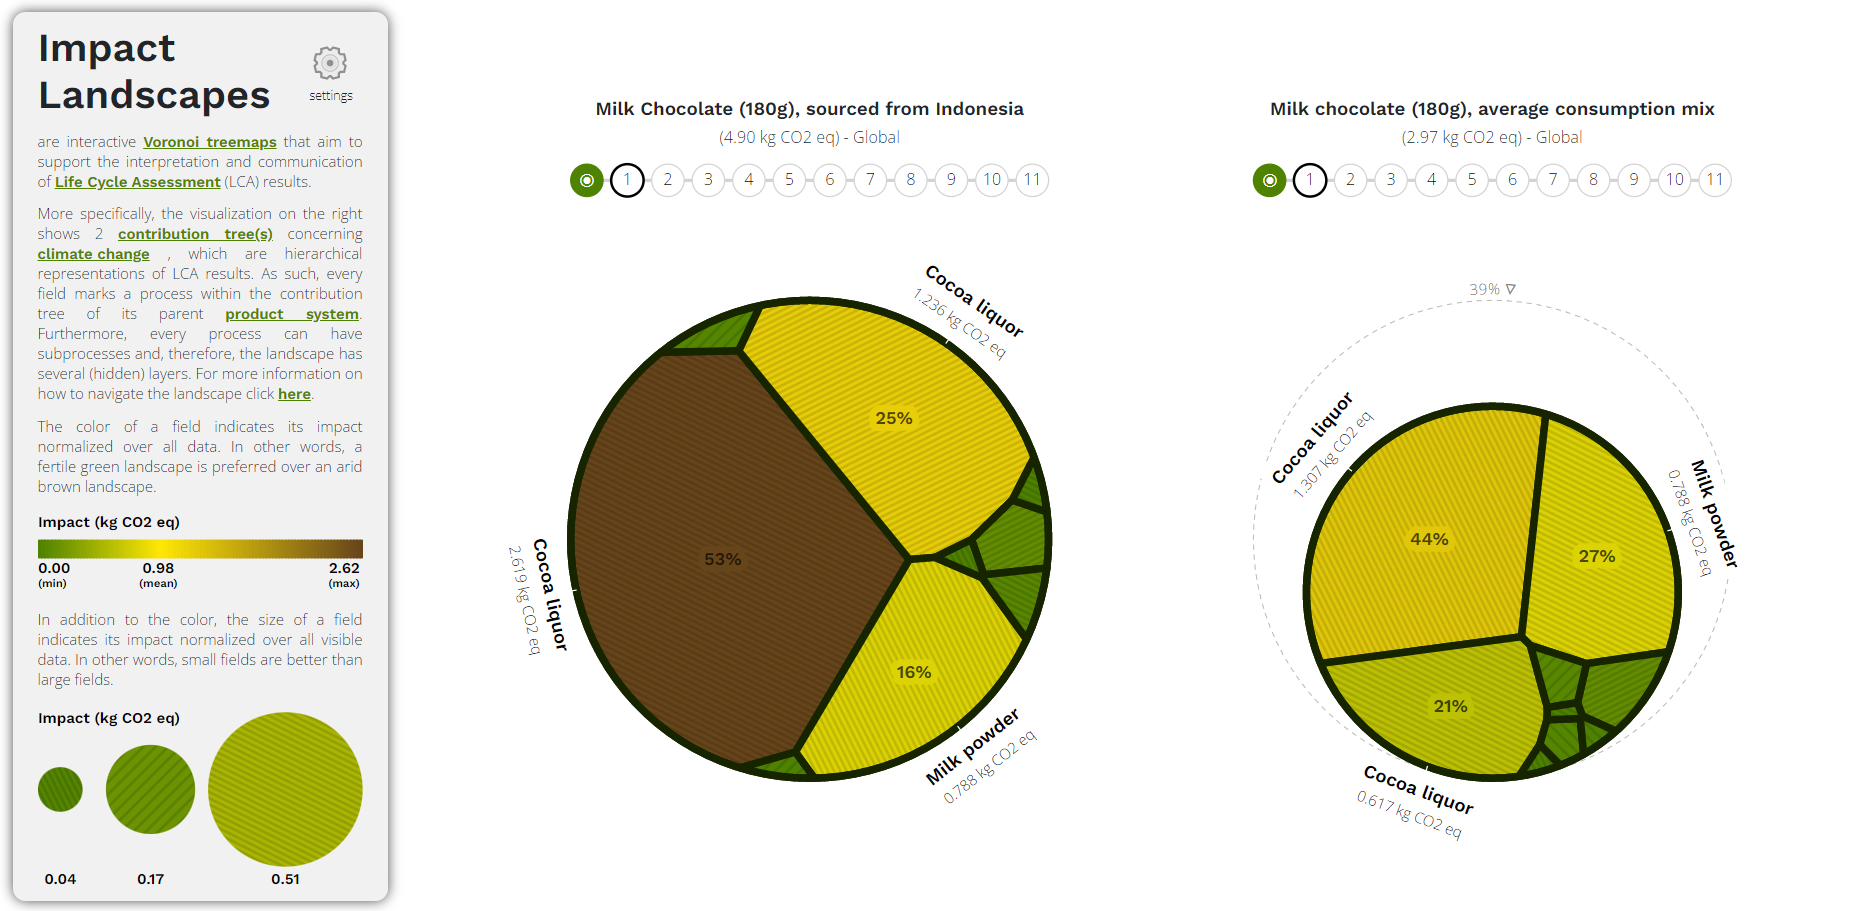 Impact
Landscapes
settings
are interactive Voronoi treemaps that aim to
support the interpretation and communication
of Life Cycle Assessment (LCA) results.
More specifically, the visualization on the right
shows 2 contribution tree(s) concerning
climate change , which are hierarchical
representations of LCA results. As such, every
field marks a process within the contribution
tree of its parent product system.
Furthermore, every process can have
subprocesses and, therefore, the landscape has
several (hidden) layers. For more information on
how to navigate the landscape click here.
The color of a field indicates its impact
normalized over all data. In other words, a
fertile green landscape is preferred over an arid
brown landscape.
Impact (kg CO2 eq)
0.00 0.98 2.62
(min) (mean) (max)
In addition to the color, the size of a field
indicates its impact normalized over all visible
data. In other words, small fields are better than
large fields.
Impact (kg CO2 eq)
0.04 0.17 0.51
Milk Chocolate (180g), sourced from Indonesia
(4.90 kg CO2 eq) - Global
1 2 3 4 5 6 7 8 9 10 11
Cocoa liquor
1.236 kg CO2 eq
25%
53%
Cocoa liquor
2.619 kg CO2 eq
16%
Milk powder
0.788 kg CO2 eq
Milk chocolate (180g), average consumption mix
(2.97 kg CO2 eq) - Global
1 2 3 4 5 6 7 8 9 10 11
39%
Cocoa liquor
1.307 kg CO2 eq
44%
Milk powder
0.788 kg CO2 eq
27%
21%
Cocoa liquor
0.617 kg CO2 eq